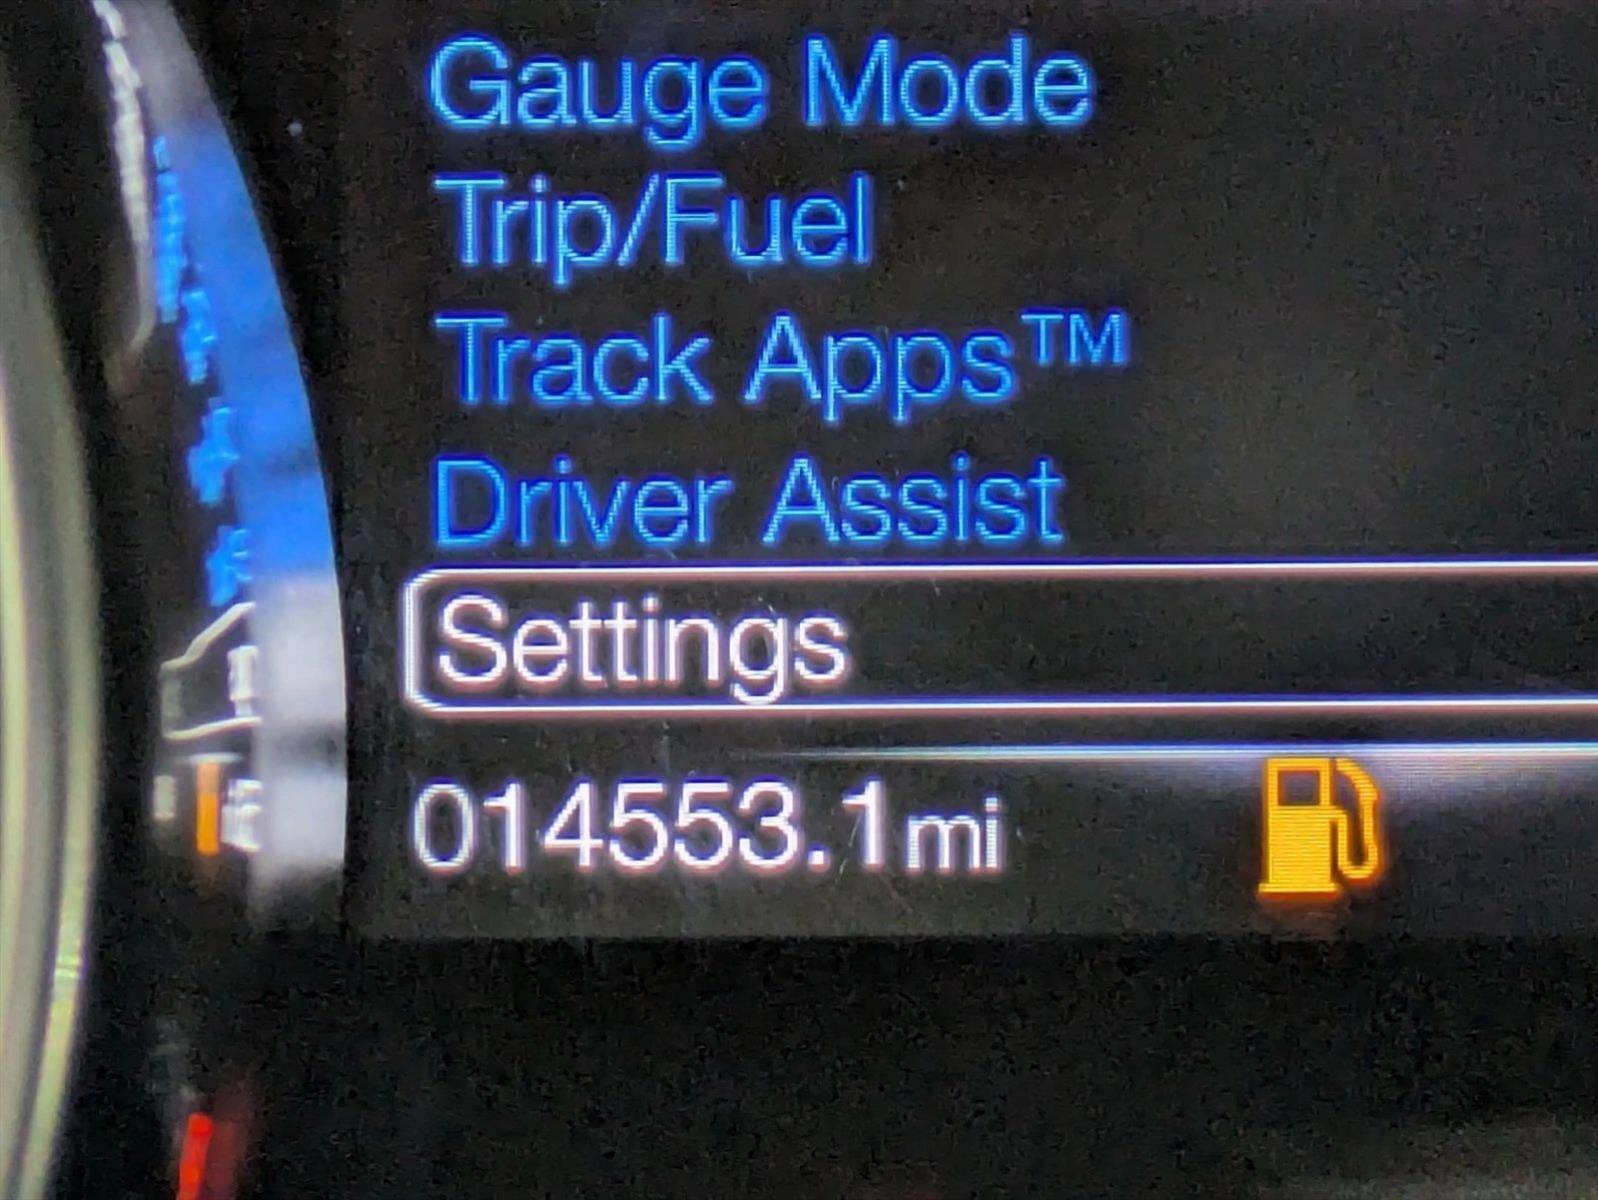 Gauge Mode
Trip/Fuel
Track Apps™
Driver Assist
Settings
014553.1mi